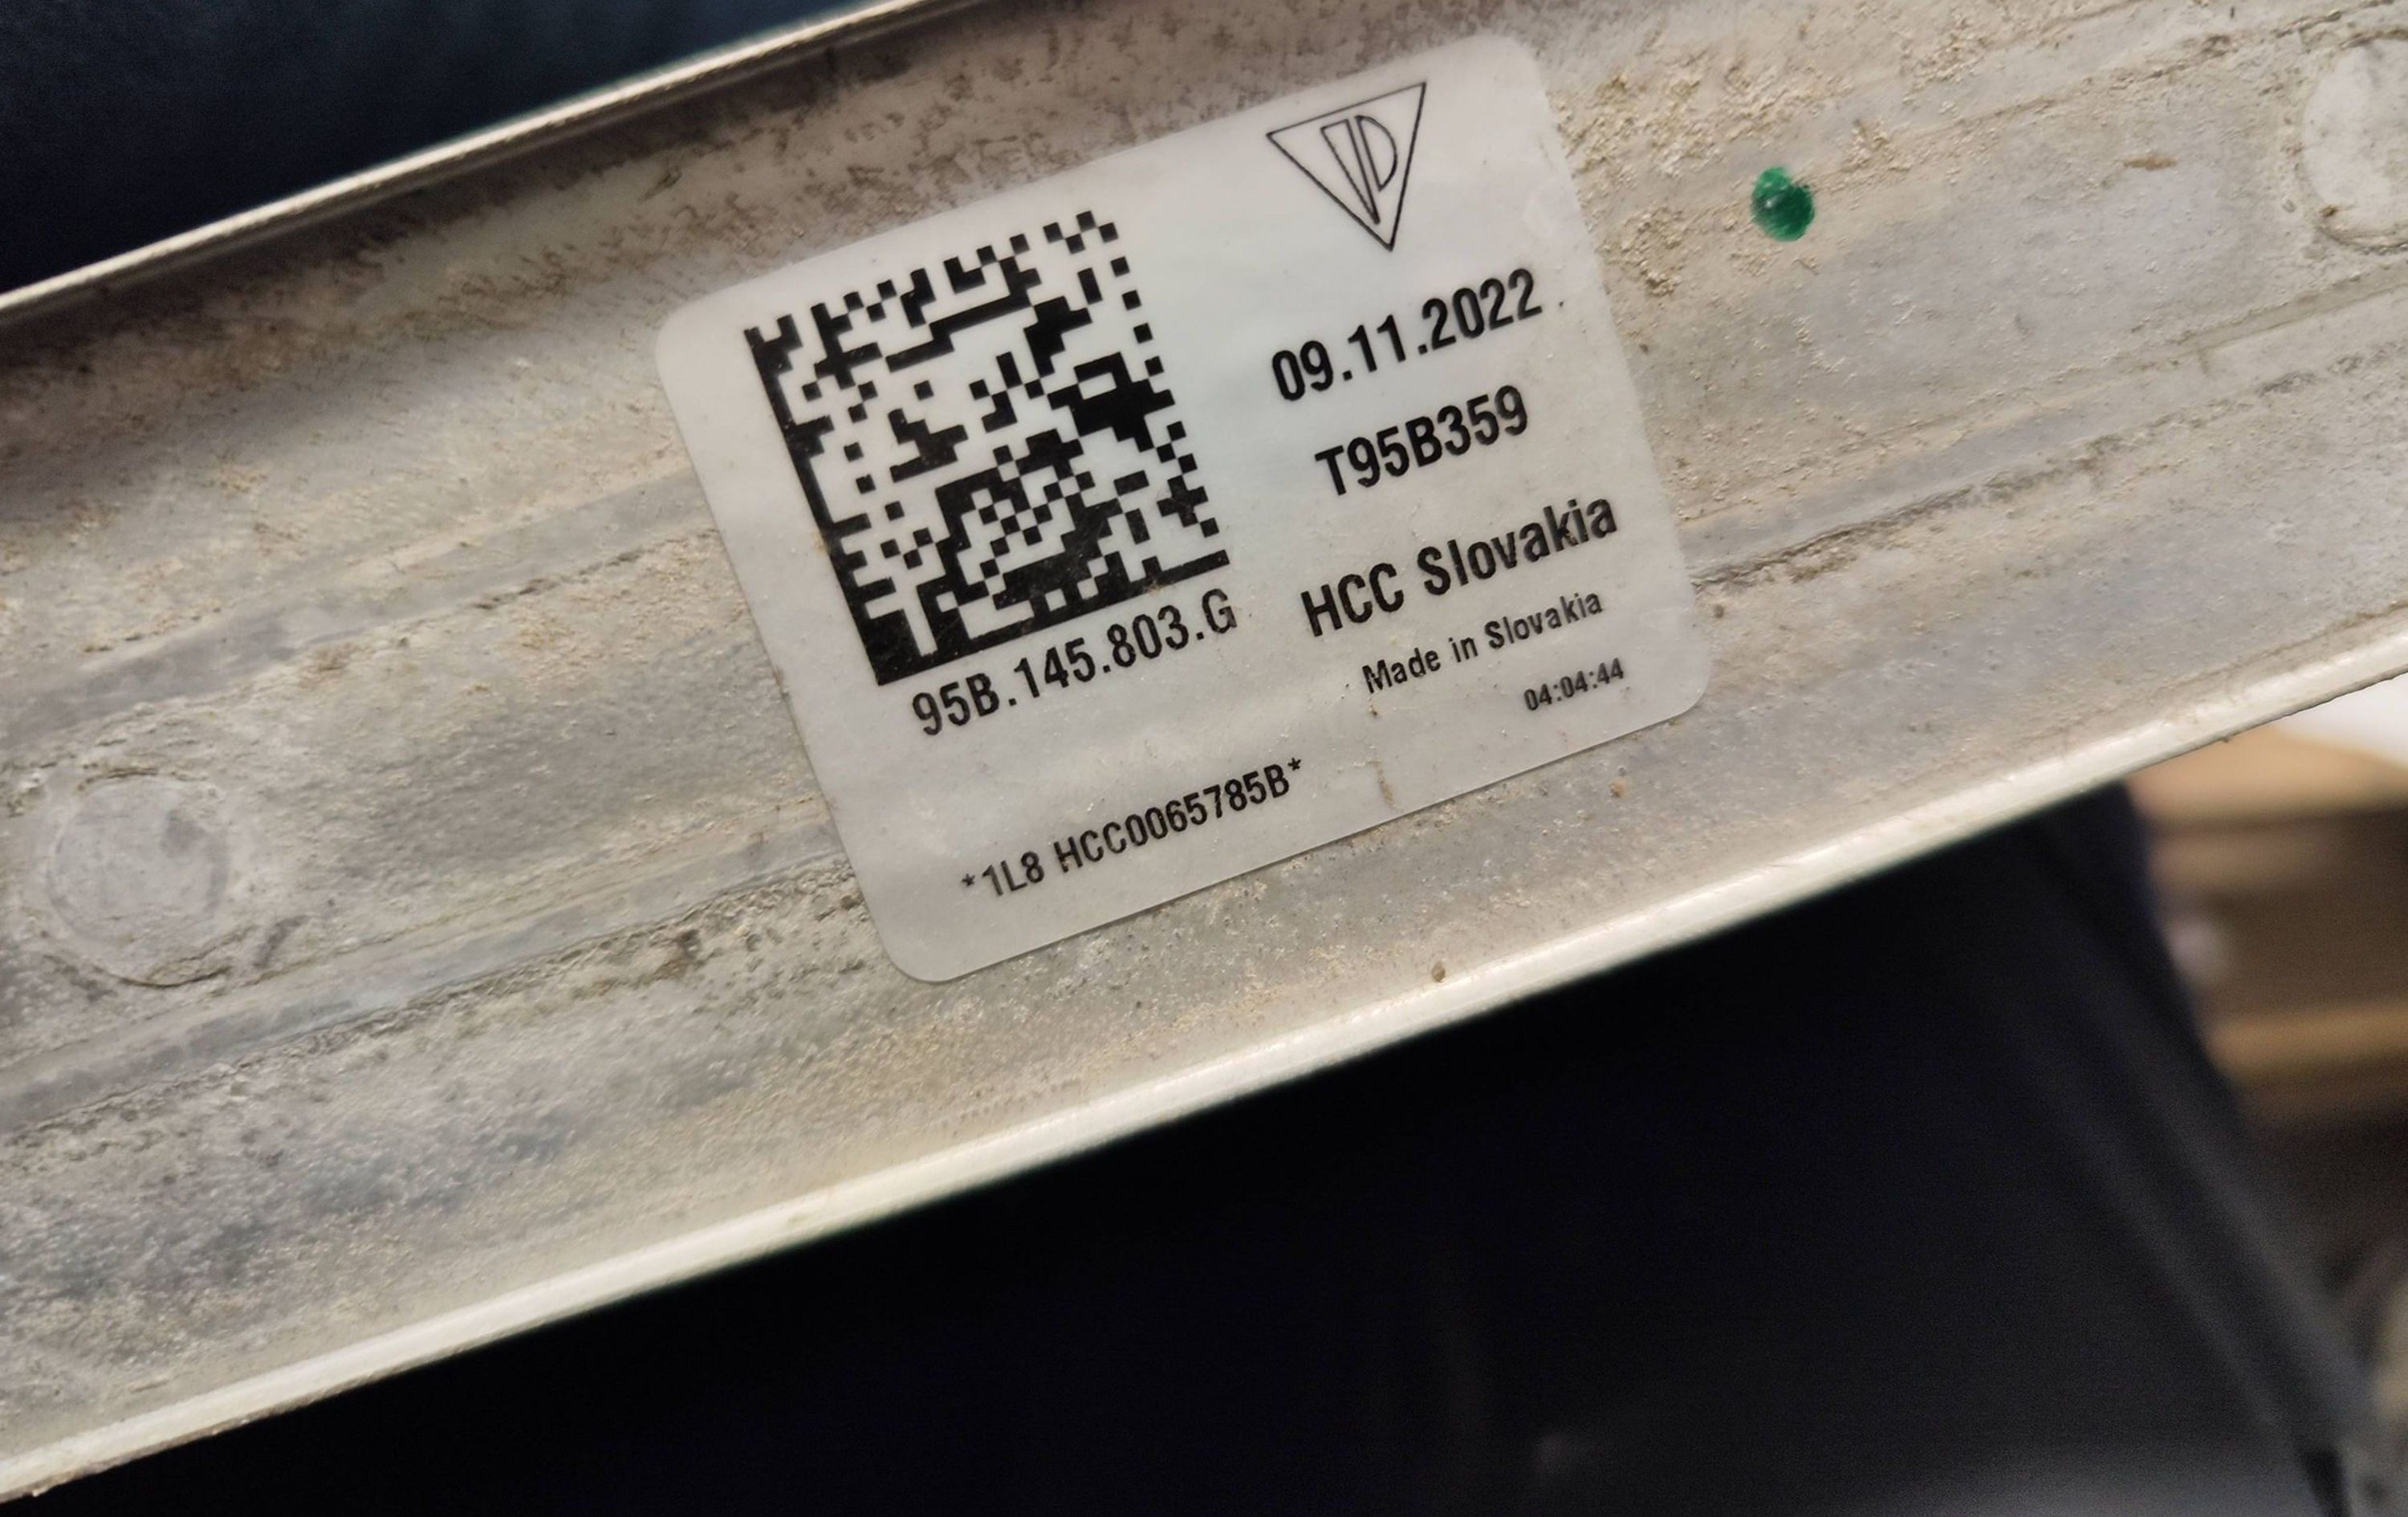 09.11.2022
T95B359
HCC Slovakia
Made in Slovakia
04:04:44
95B.145.803.G
*1L8 HCC0065785B*